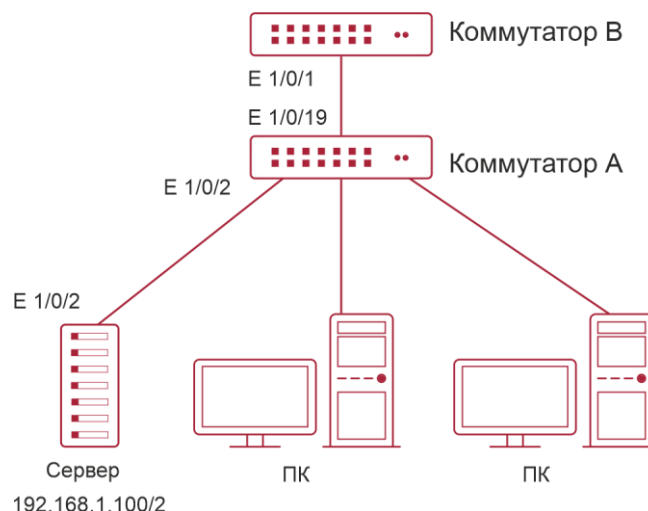 Коммутатор B
E 1/0/1
E 1/0/19
Коммутатор A
E 1/0/2
E 1/0/2
Сервер
ПК
ПК
192.168.1.100/2